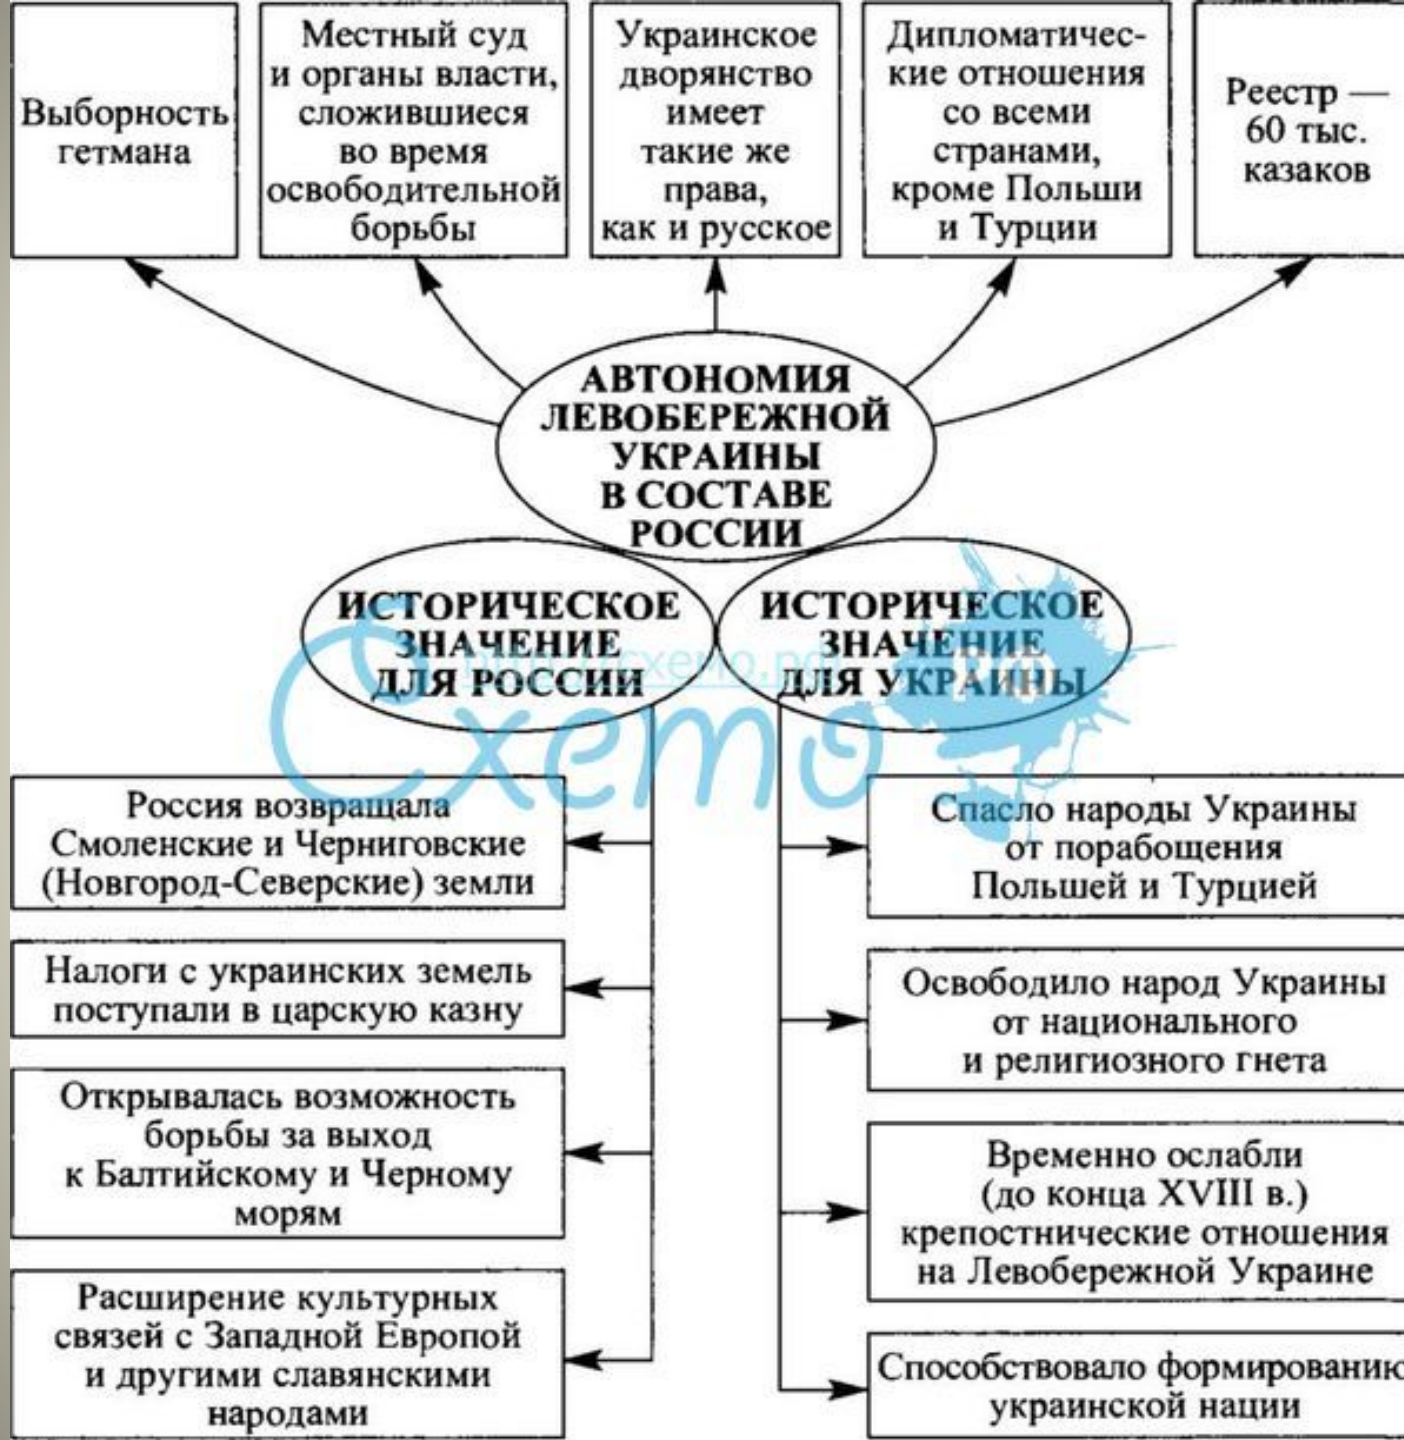 Выборность
гетмана
Местный суд
и органы власти,
сложившиеся
во время
освободительной
борьбы
Украинское
дворянство
имеет
такие же
права,
как и русское
Дипломатичес-
кие отношения
со всеми
странами,
кроме Польши
и Турции
Реестр —
60 тыс.
казаков
АВТОНОМИЯ
ЛЕВОБЕРЕЖНОЙ
УКРАИНЫ
В СОСТАВЕ
РОССИИ
ИСТОРИЧЕСКОЕ
ЗНАЧЕНИЕ
ДЛЯ РОССИИ
ИСТОРИЧЕСКОЕ
ЗНАЧЕНИЕ
ДЛЯ УКРАИНЫ
http://схемо.рф/
Схемо
РФ
Россия возвращала
Смоленские и Черниговские
(Новгород-Северские) земли
Налоги с украинских земель
поступали в царскую казну
Открывалась возможность
борьбы за выход
к Балтийскому и Черному
морям
Расширение культурных
связей с Западной Европой
и другими славянскими
народами
Спасло народы Украины
от порабощения
Польшей и Турцией
Освободило народ Украины
от национального
и религиозного гнета
Временно ослабли
(до конца XVIII в.)
крепостнические отношения
на Левобережной Украине
Способствовало формированию
украинской нации